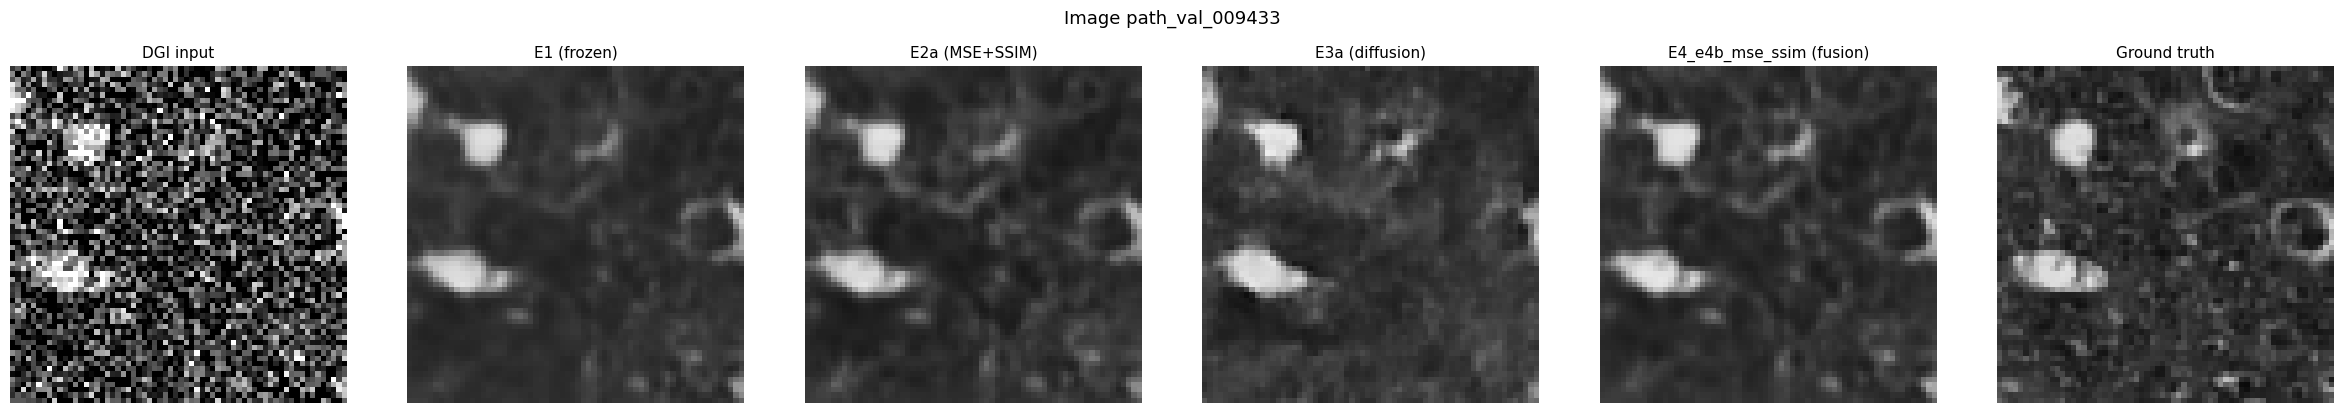 Image path_val_009433
DGI input
E1 (frozen)
E2a (MSE+SSIM)
E3a (diffusion)
E4_e4b_mse_ssim (fusion)
Ground truth